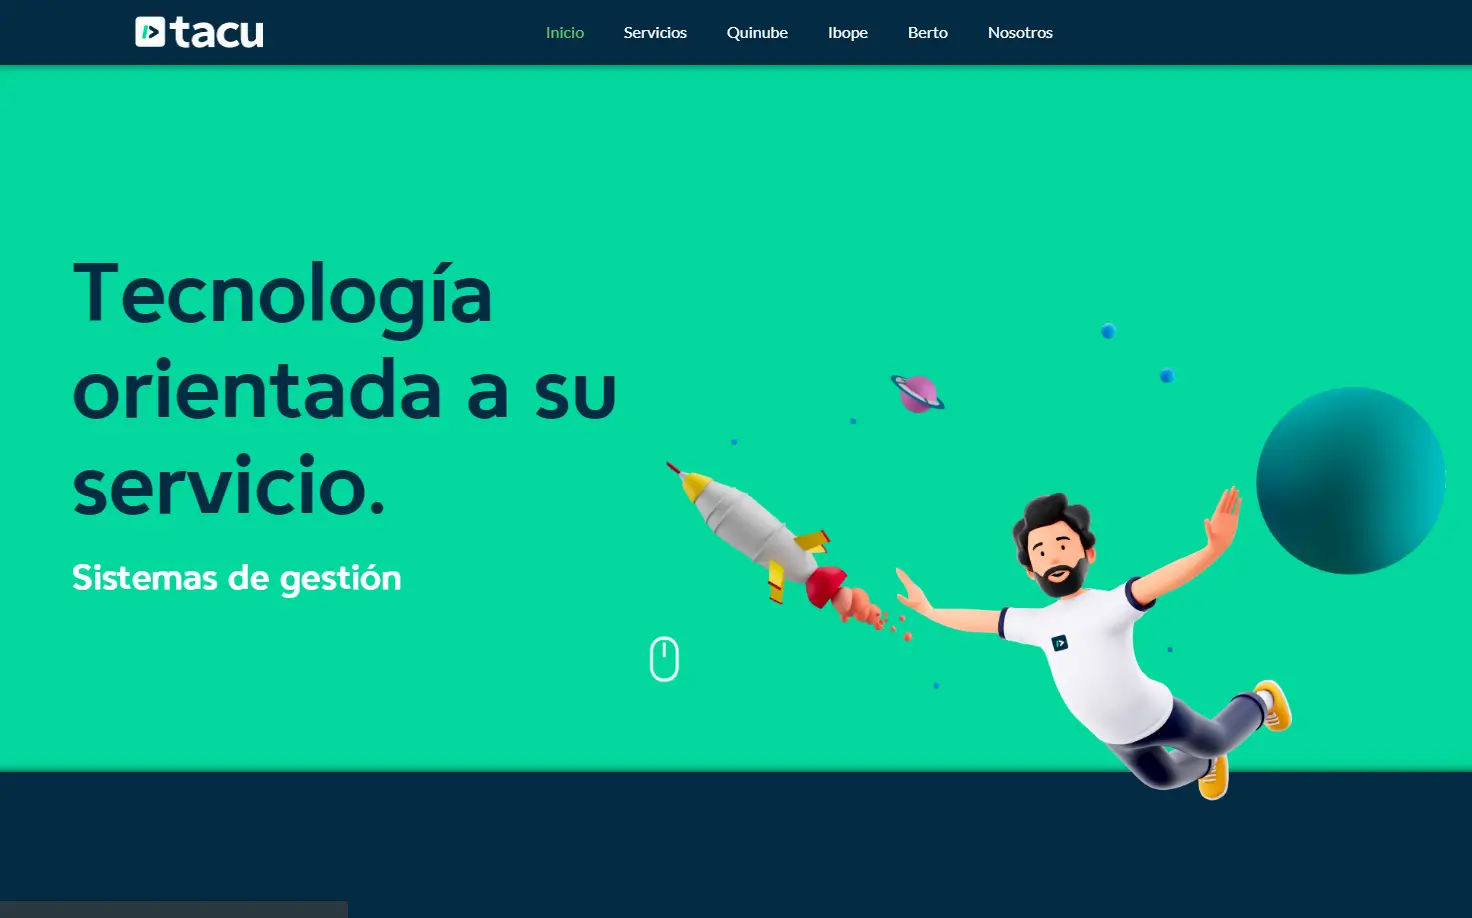 tacu
Inicio Servicios Quinube Ibope Berto Nosotros
Tecnología
orientada a su
servicio.
Sistemas de gestión